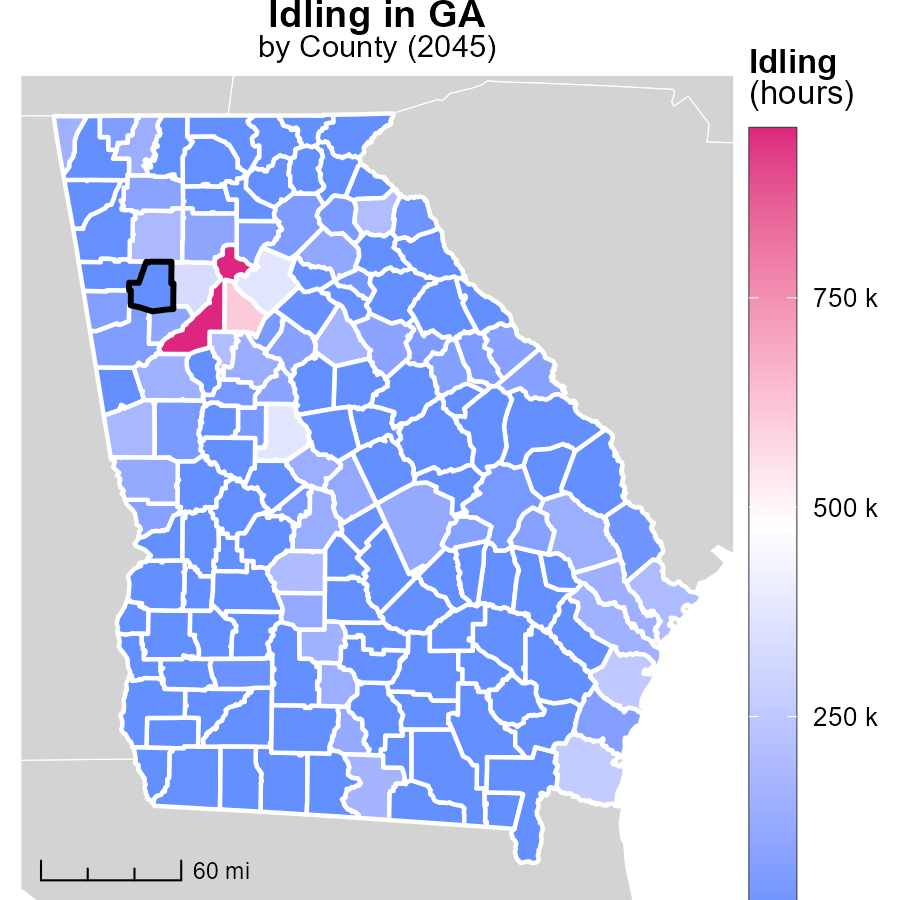 Idling in GA
by County (2045)
Idling
(hours)
750 k
500 k
250 k
60 mi